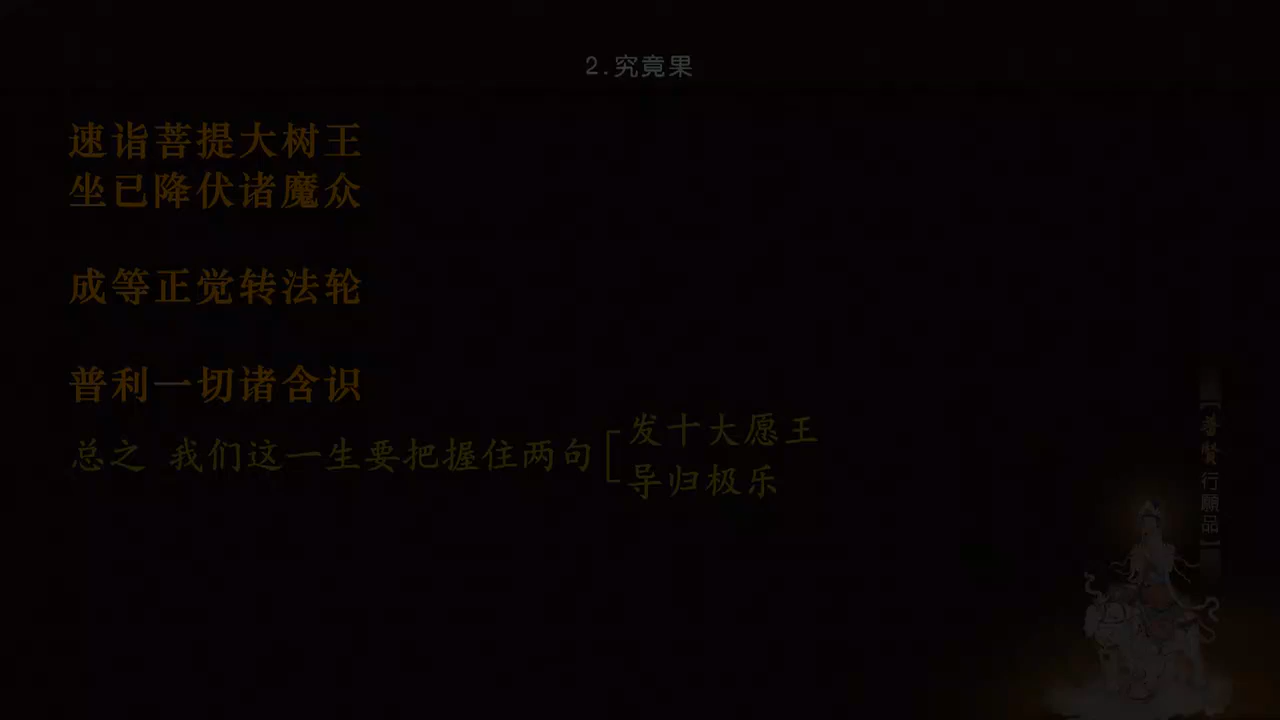 2.究竟果
速诣菩提大树王
坐已降伏诸魔众
成等正觉转法轮
普利一切诸含识
总之 我们这一生要把握住两句
发十大愿王
导归极乐
【普贤行願品】